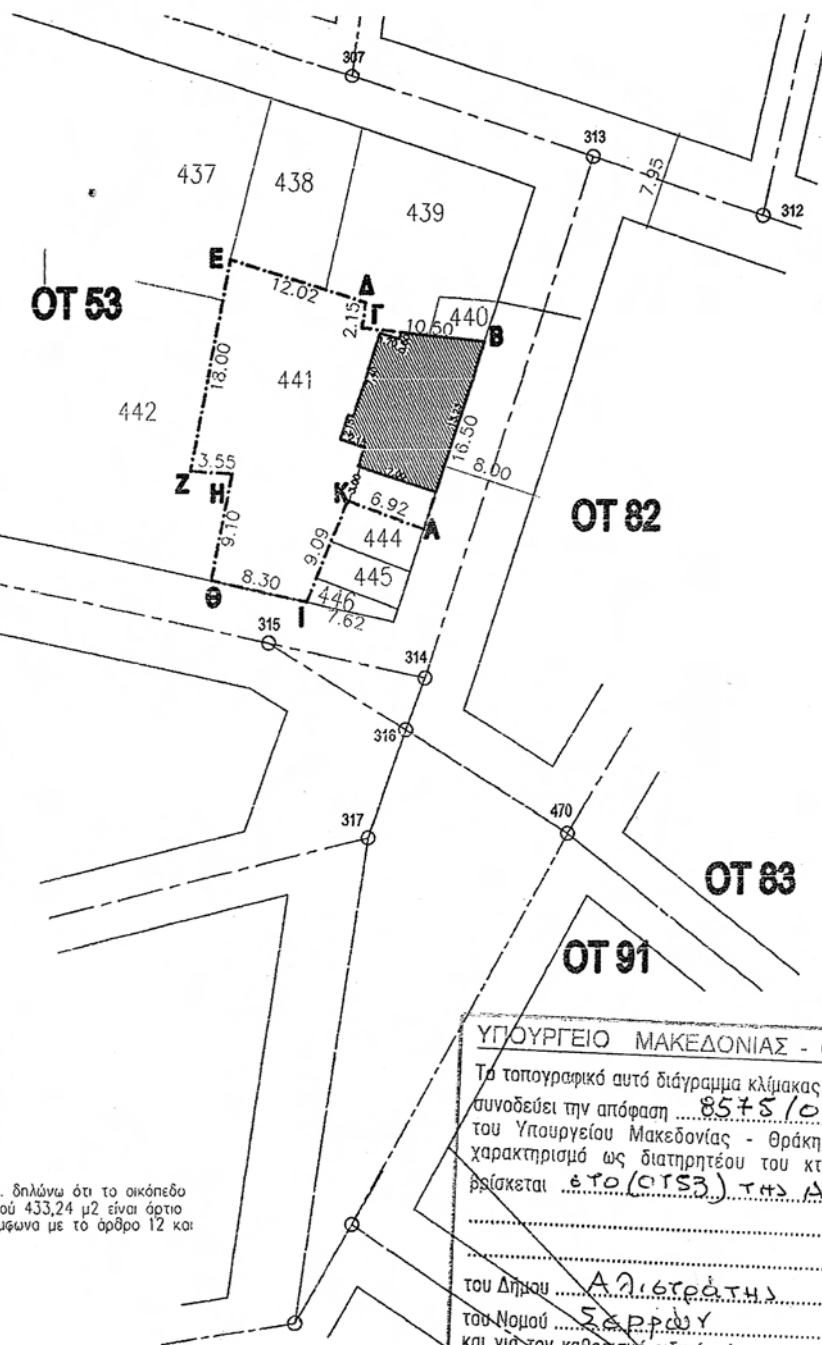 307
313
7.95
312
437
438
439
Ε
12.02
Δ
2.15
Γ
10.50
440
Β
ΟΤ 53
18.00
441
442
16.50
8.00
Ζ
3.55
Η
Κ
6.92
Λ
ΟΤ 82
9.10
9.09
444
445
446
Θ
8.30
Ι
7.62
315
314
316
317
470
ΟΤ 83
ΟΤ 91
ΥΠΟΥΡΓΕΙΟ ΜΑΚΕΔΟΝΙΑΣ -
Το τοπογραφικό αυτό διάγραμμα κλίμακας
συνοδεύει την απόφαση 8575/0
του Υπουργείου Μακεδονίας - Θράκη
χαρακτηρισμό ως διατηρητέου του κτ
βρίσκεται στο (ΟΤ53) της
του Δήμου Αλιστράτης
του Νομού Σερρών
. δηλώνω ότι το οικόπεδο
ού 433,24 μ2 είναι άρτιο
μφωνα με το άρθρο 12 και